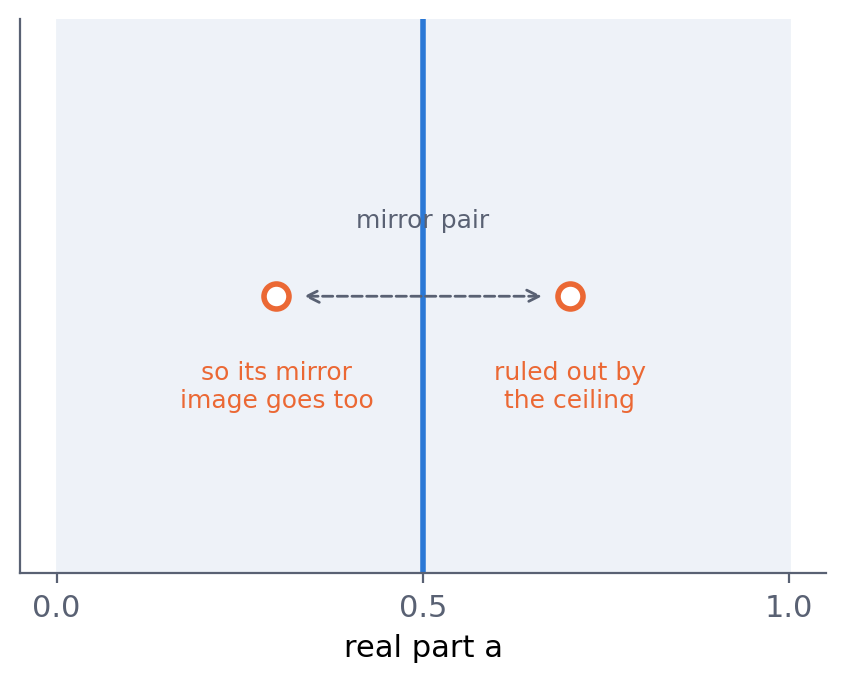 mirror pair
so its mirror
image goes too
ruled out by
the ceiling
0.0 0.5 1.0
real part a